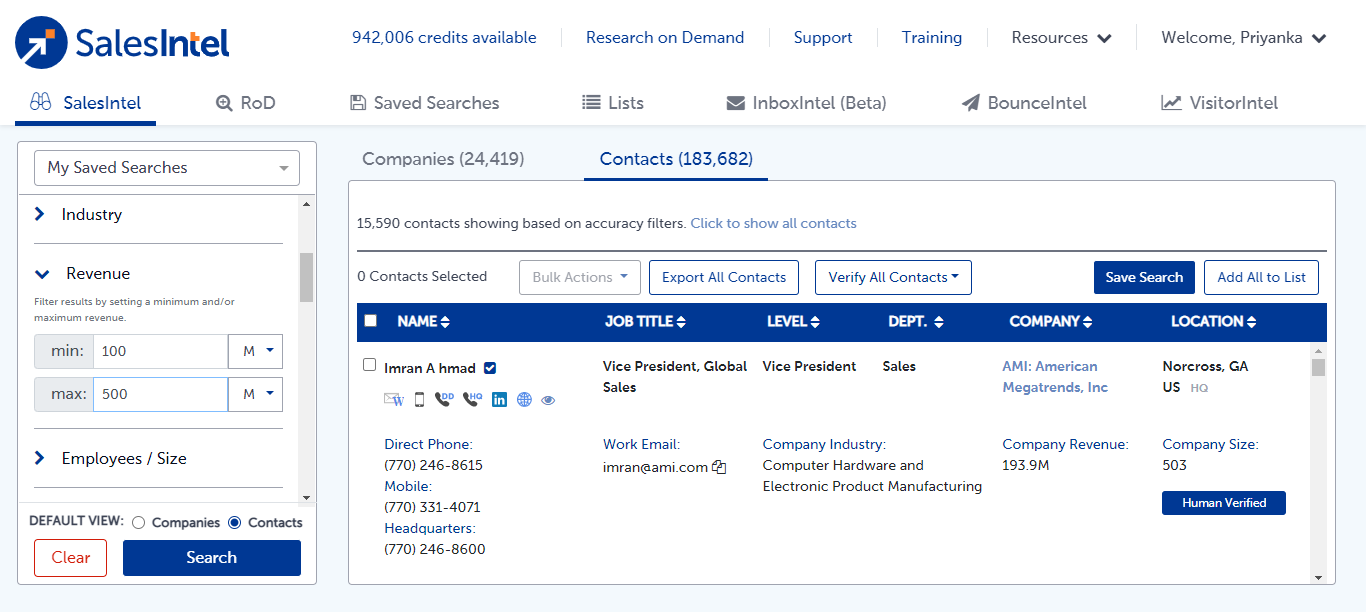 SalesIntel
942,006 credits available
Research on Demand
Support
Training
Resources
Welcome, Priyanka
SalesIntel
RoD
Saved Searches
Lists
InboxIntel (Beta)
BounceIntel
VisitorIntel
My Saved Searches
Industry
Revenue
Filter results by setting a minimum and/or
maximum revenue.
min: 100 M
max: 500 M
Employees / Size
DEFAULT VIEW: Companies Contacts
Clear
Search
Companies (24,419)
Contacts (183,682)
15,590 contacts showing based on accuracy filters. Click to show all contacts
0 Contacts Selected
Bulk Actions
Export All Contacts
Verify All Contacts
Save Search
Add All to List
NAME JOB TITLE LEVEL DEPT. COMPANY LOCATION
Imran A hmad
W DD HQ in
Vice President, Global
Sales
Vice President
Sales
AMI: American
Megatrends, Inc
Norcross, GA
US HQ
Direct Phone:
(770) 246-8615
Mobile:
(770) 331-4071
Headquarters:
(770) 246-8600
Work Email:
imran@ami.com
Company Industry:
Computer Hardware and
Electronic Product Manufacturing
Company Revenue:
193.9M
Company Size:
503
Human Verified